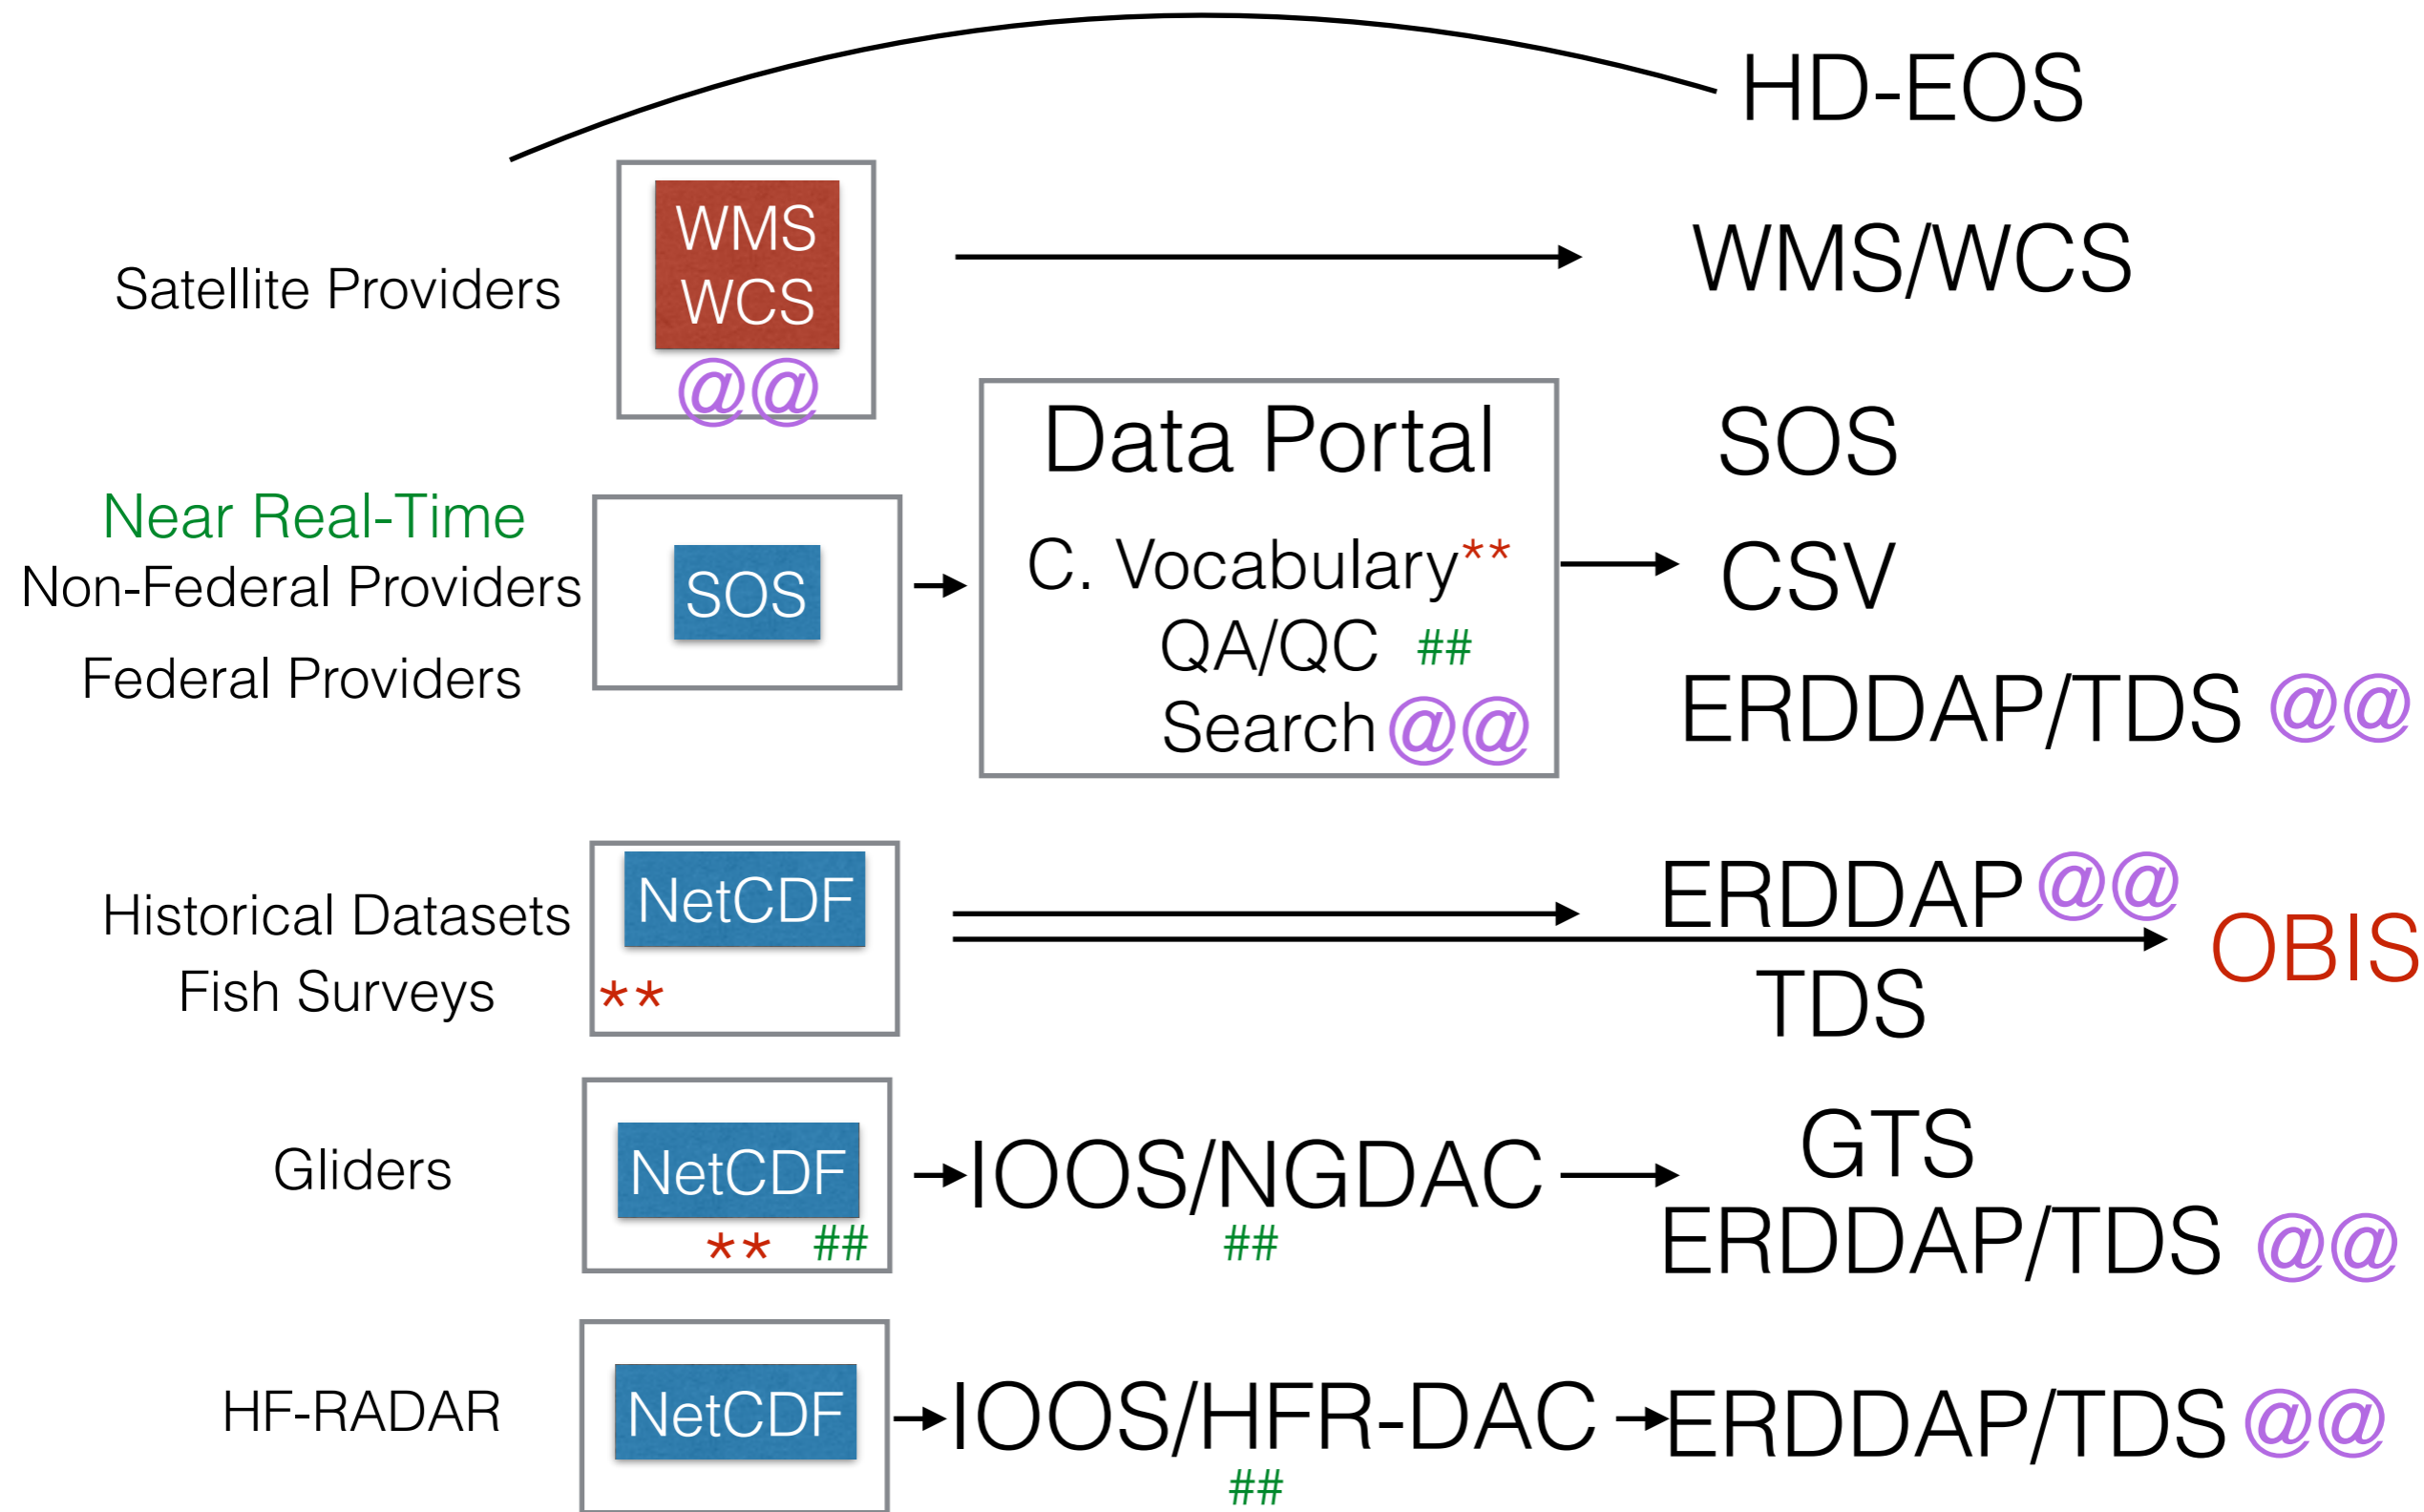 HD-EOS
Satellite Providers
WMS
WCS
@@
WMS/WCS
Near Real-Time
Non-Federal Providers
Federal Providers
SOS
Data Portal
C. Vocabulary**
QA/QC ##
Search @@
SOS
CSV
ERDDAP/TDS @@
Historical Datasets
Fish Surveys
NetCDF
**
ERDDAP @@
OBIS
TDS
Gliders
NetCDF
** ##
IOOS/NGDAC
##
GTS
ERDDAP/TDS @@
HF-RADAR
NetCDF
IOOS/HFR-DAC
##
ERDDAP/TDS @@